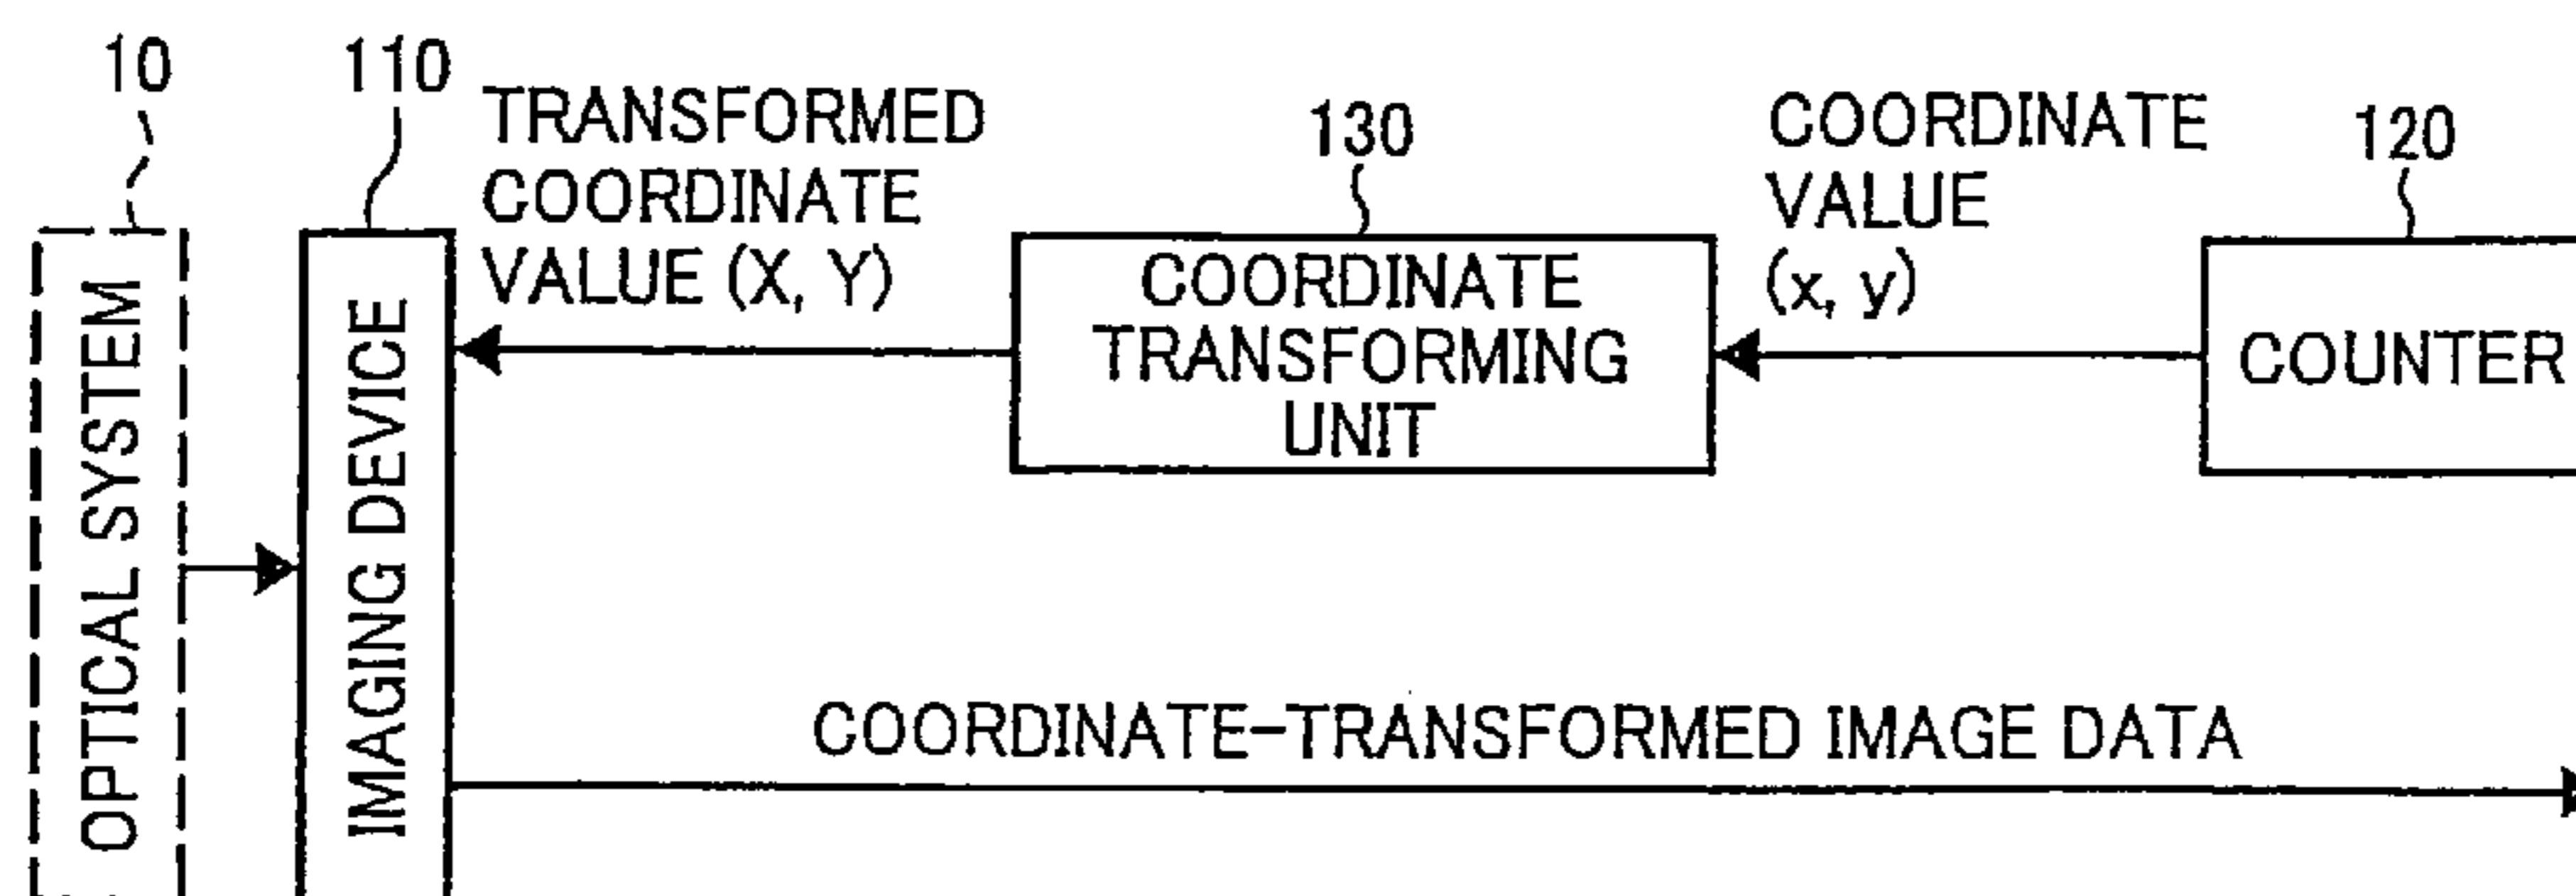 10
110
TRANSFORMED
COORDINATE
VALUE (X, Y)
130
COORDINATE
VALUE
(x, y)
120
OPTICAL SYSTEM
IMAGING DEVICE
COORDINATE
TRANSFORMING
UNIT
COUNTER
COORDINATE-TRANSFORMED IMAGE DATA